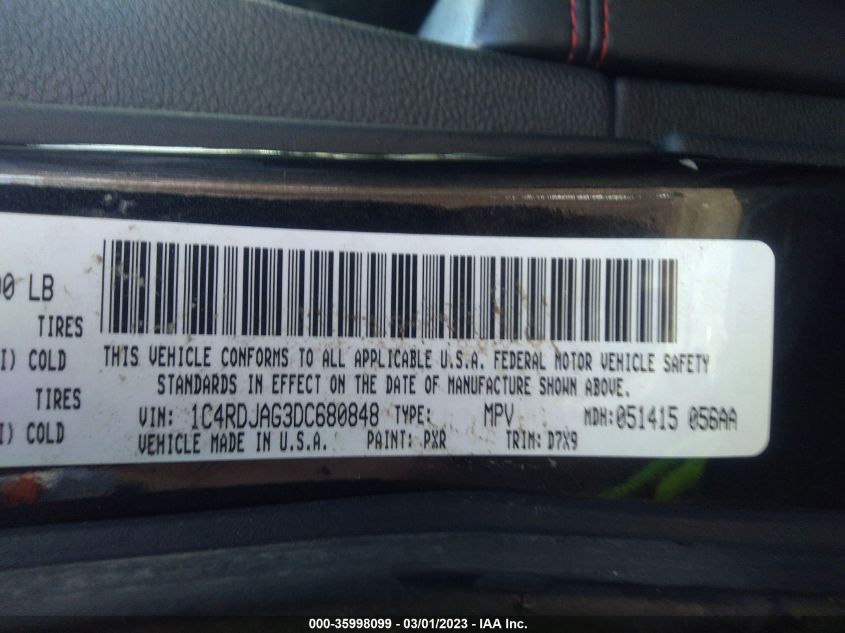 00 LB
TIRES
I) COLD
TIRES
I) COLD
THIS VEHICLE CONFORMS TO ALL APPLICABLE U.S.A. FEDERAL MOTOR VEHICLE SAFETY
STANDARDS IN EFFECT ON THE DATE OF MANUFACTURE SHOWN ABOVE.
VIN: 1C4RDJAG3DC680848 TYPE: MPV MDH:051415 056AA
VEHICLE MADE IN U.S.A. PAINT: PXR TRIM: D7X9
000-35998099 - 03/01/2023 - IAA Inc.